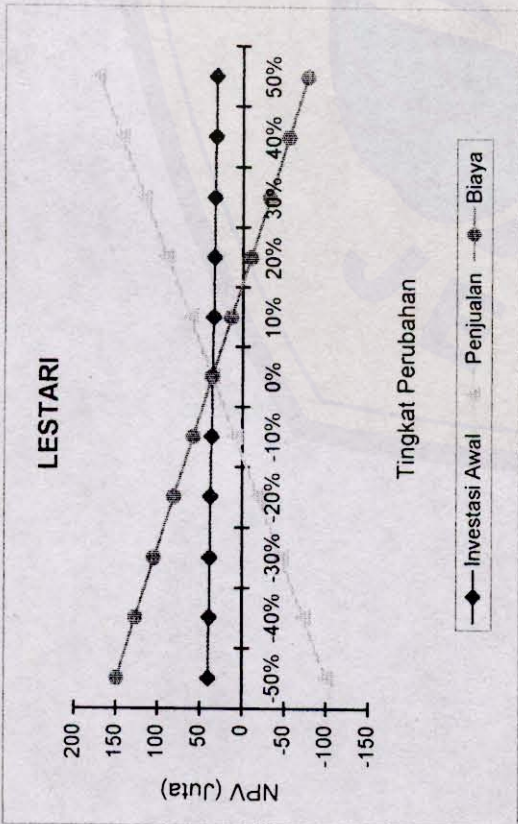 LESTARI
NPV (Juta)
200
150
100
50
0
-50
-100
-150
-50% -40% -30% -20% -10% 0% 10% 20% 30% 40% 50%
Tingkat Perubahan
Investasi Awal Penjualan Biaya